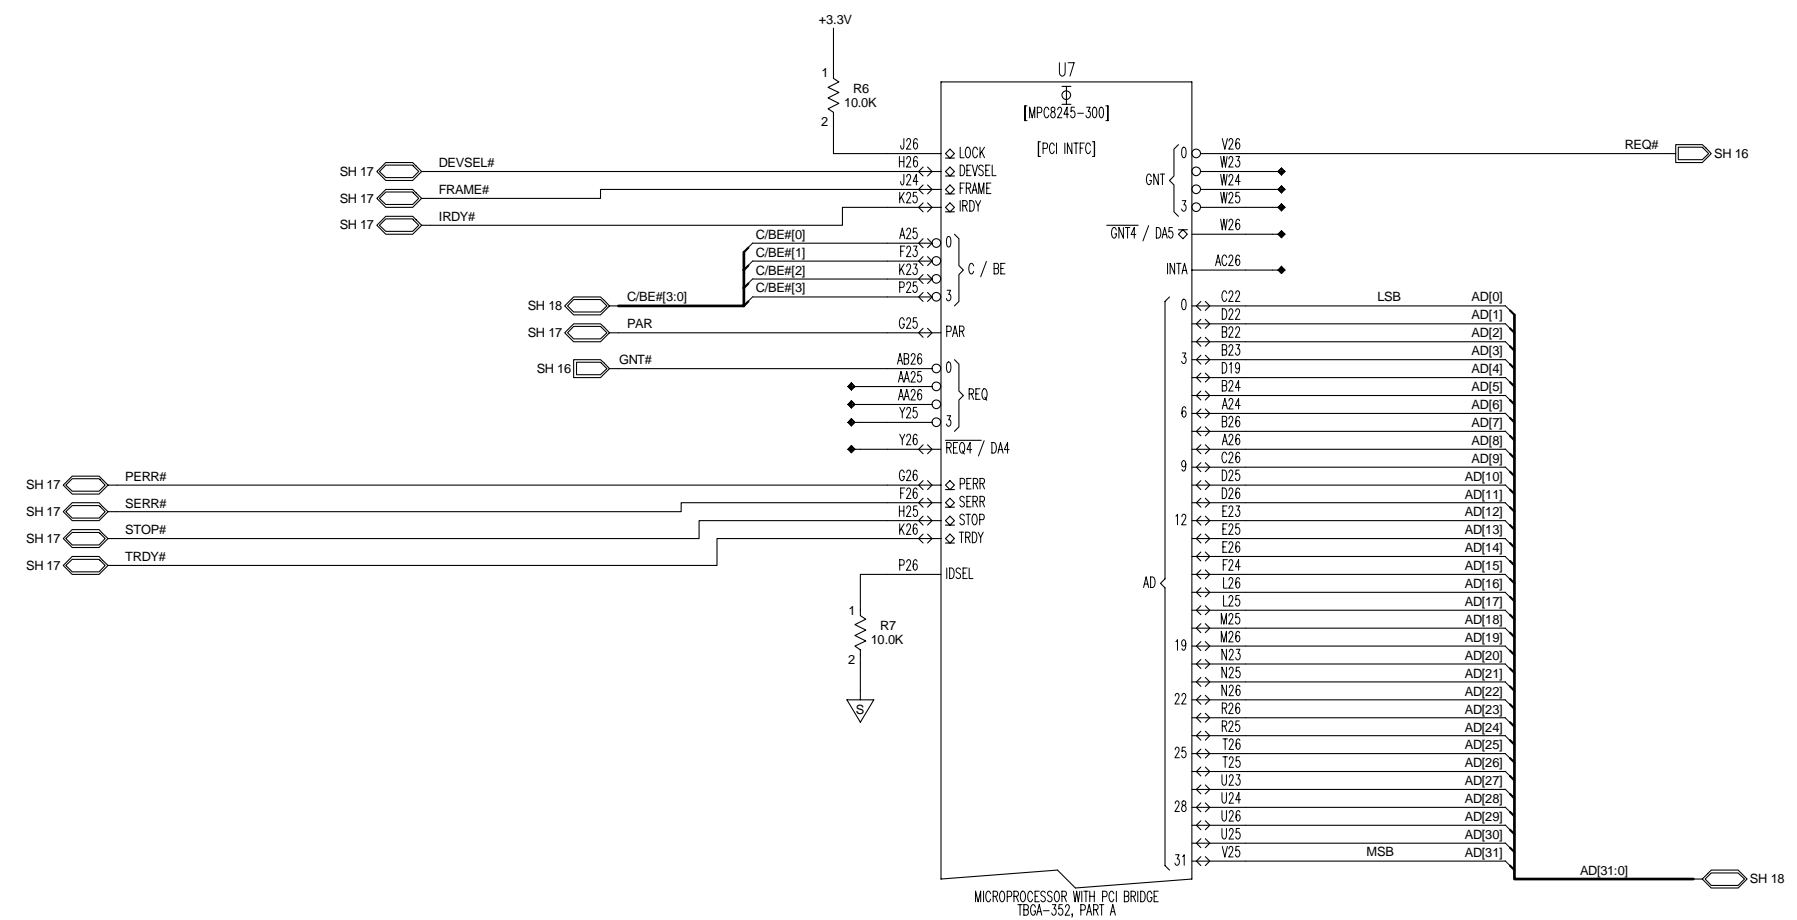 +3.3V
1
R6
10.0K
2
U7
[MPC8245-300]
[PCI INTFC]
J26
LOCK
SH 17
DEVSEL#
H26
DEVSEL
SH 17
FRAME#
J24
FRAME
SH 17
IRDY#
K25
IRDY
C/BE#[0]
A25
0
C/BE#[1]
F23
C/BE#[2]
K23
C / BE
C/BE#[3]
P25
3
SH 18
C/BE#[3:0]
SH 17
PAR
G25
PAR
SH 16
GNT#
AB26
0
AA25
AA26
REQ
Y25
3
Y26
REQ4 / DA4
SH 17
PERR#
G26
PERR
SH 17
SERR#
F26
SERR
SH 17
STOP#
H25
STOP
SH 17
TRDY#
K26
TRDY
P26
IDSEL
1
R7
10.0K
2
S
0
V26
REQ#
SH 16
W23
GNT
W24
3
W25
GNT4 / DA5
W26
INTA
AC26
AD
0
C22
LSB
AD[0]
D22
AD[1]
B22
AD[2]
3
B23
AD[3]
D19
AD[4]
B24
AD[5]
6
A24
AD[6]
B26
AD[7]
A26
AD[8]
9
C26
AD[9]
D25
AD[10]
D26
AD[11]
12
E23
AD[12]
E25
AD[13]
E26
AD[14]
F24
AD[15]
L26
AD[16]
L25
AD[17]
M25
AD[18]
19
M26
AD[19]
N23
AD[20]
N25
AD[21]
22
N26
AD[22]
R26
AD[23]
R25
AD[24]
25
T26
AD[25]
T25
AD[26]
U23
AD[27]
28
U24
AD[28]
U26
AD[29]
U25
AD[30]
31
V25
MSB
AD[31]
AD[31:0]
SH 18
MICROPROCESSOR WITH PCI BRIDGE
TBGA-352, PART A